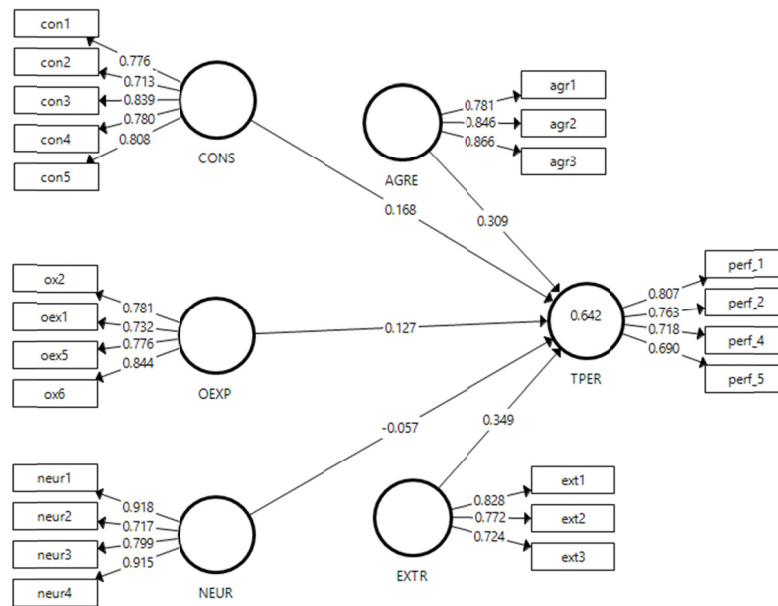 con1
con2
con3
con4
con5
0.776
0.713
0.839
0.780
0.808
CONS
0.168
0.781
0.846
0.866
agr1
agr2
agr3
AGRE
0.309
ox2
oex1
oex5
ox6
0.781
0.732
0.776
0.844
OEXP
0.127
0.642
TPER
0.807
0.763
0.718
0.690
perf_1
perf_2
perf_4
perf_5
neur1
neur2
neur3
neur4
0.918
0.717
0.799
0.915
NEUR
-0.057
0.349
0.828
0.772
0.724
ext1
ext2
ext3
EXTR